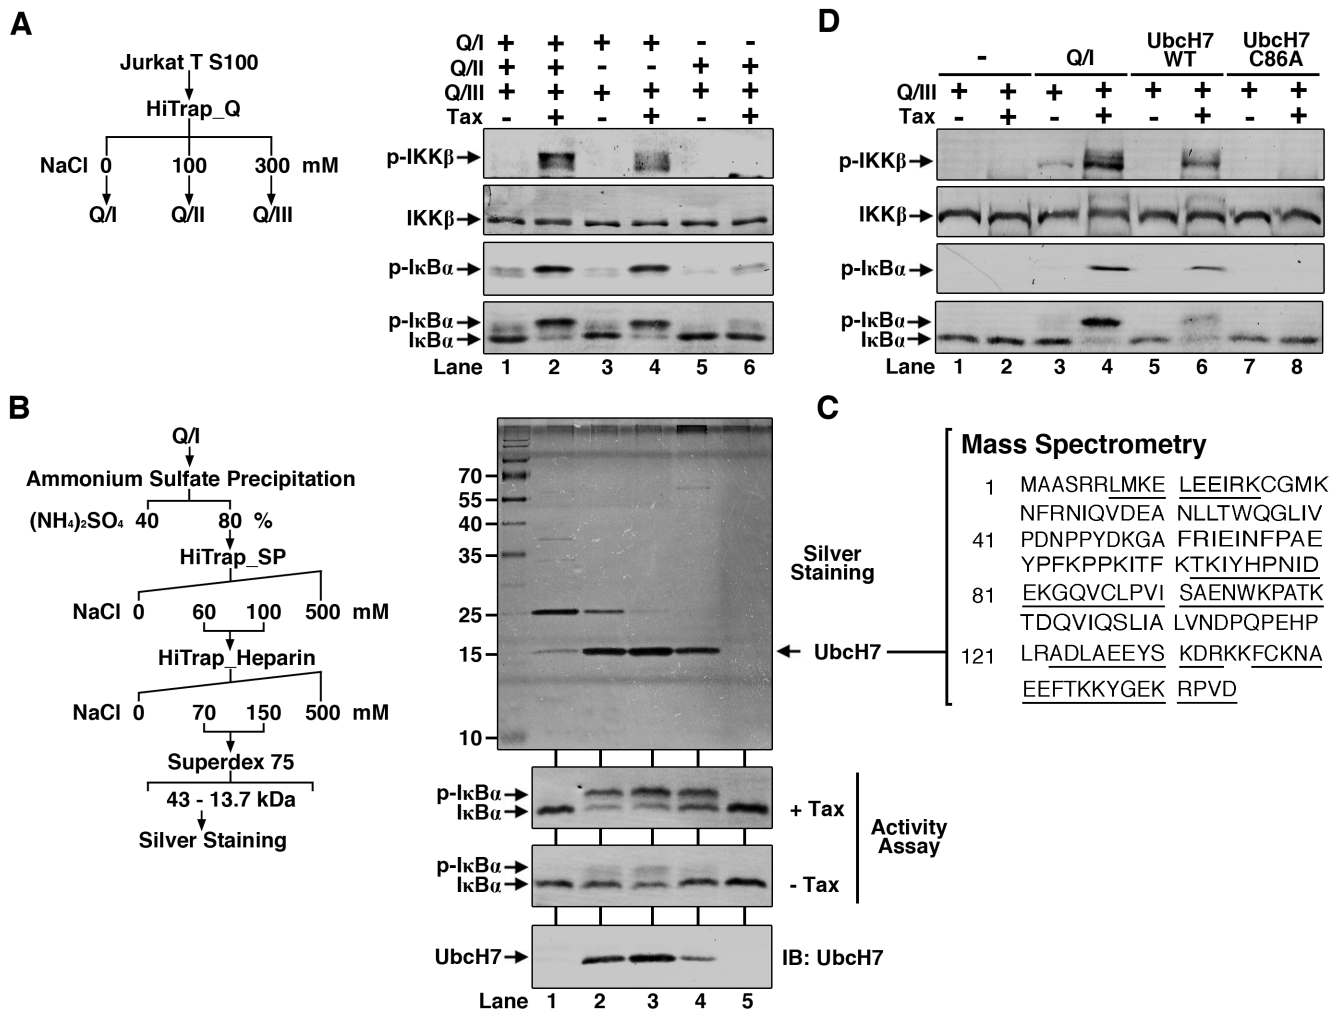 A
Jurkat T S100
HiTrap_Q
NaCl 0 100 300 mM
Q/I Q/II Q/III
Q/I + + + + - -
Q/II + + - - + +
Q/III + + + + + +
Tax - + - + - +
p-IKKβ
IKKβ
p-IκBα
p-IκBα
IκBα
Lane 1 2 3 4 5 6
D
- Q/I UbcH7 WT UbcH7 C86A
Q/III + + + + + + + +
Tax - + - + - + - +
p-IKKβ
IKKβ
p-IκBα
p-IκBα
IκBα
Lane 1 2 3 4 5 6 7 8
B
Q/I
Ammonium Sulfate Precipitation
(NH₄)₂SO₄ 40 80 %
HiTrap_SP
NaCl 0 60 100 500 mM
HiTrap_Heparin
NaCl 0 70 150 500 mM
Superdex 75
43 - 13.7 kDa
Silver Staining
70
55
40
35
25
15
10
Silver
Staining
UbcH7
p-IκBα
IκBα
+ Tax
p-IκBα
IκBα
- Tax
Activity
Assay
UbcH7
IB: UbcH7
Lane 1 2 3 4 5
C
Mass Spectrometry
1 MAASRRLMKE LEEIRKCGMK
NFRNIQVDEA NLLTWQGLIV
41 PDNPPYDKGA FRIEINFPAE
YPFKPPKITF KTKIYHPNID
81 EKGQVCLPVI SAENWKPATK
TDQVIQSLIA LVNDPQPEHP
121 LRADLAEEYS KDRKKFCKNA
EEFTKKYGEK RPVD